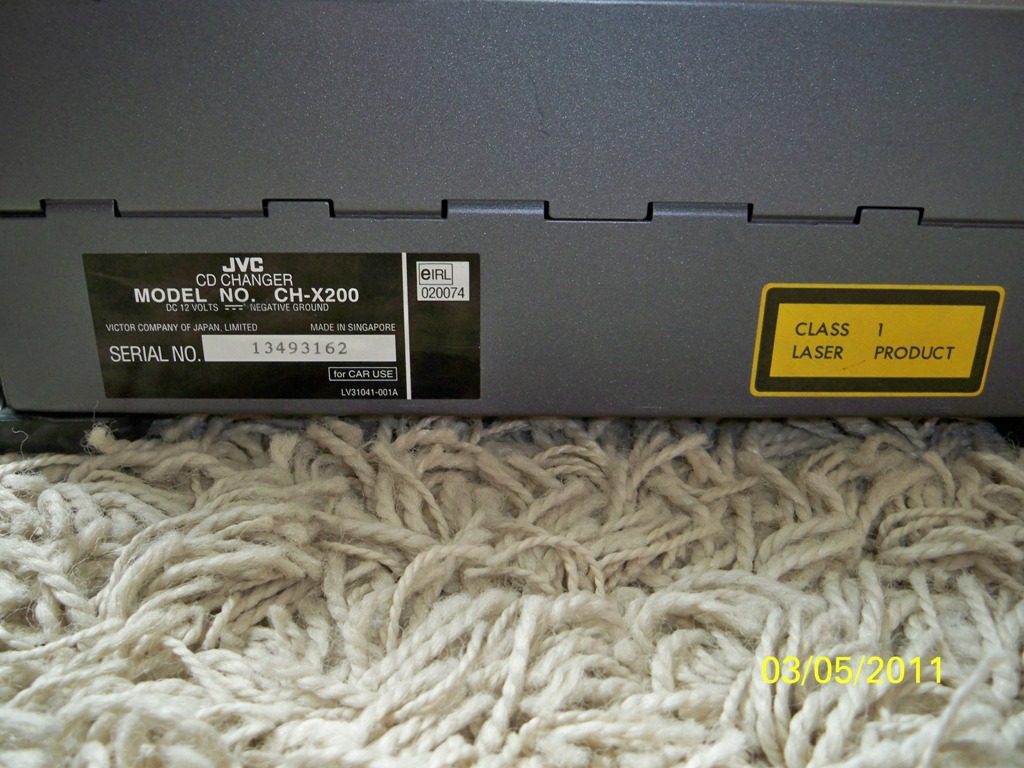 JVC
CD CHANGER
MODEL NO. CH-X200
DC 12 VOLTS ⎓ NEGATIVE GROUND
VICTOR COMPANY OF JAPAN, LIMITED MADE IN SINGAPORE
SERIAL NO. 13493162
for CAR USE
LV31041-001A
eIRL
020074
CLASS 1
LASER PRODUCT
03/05/2011